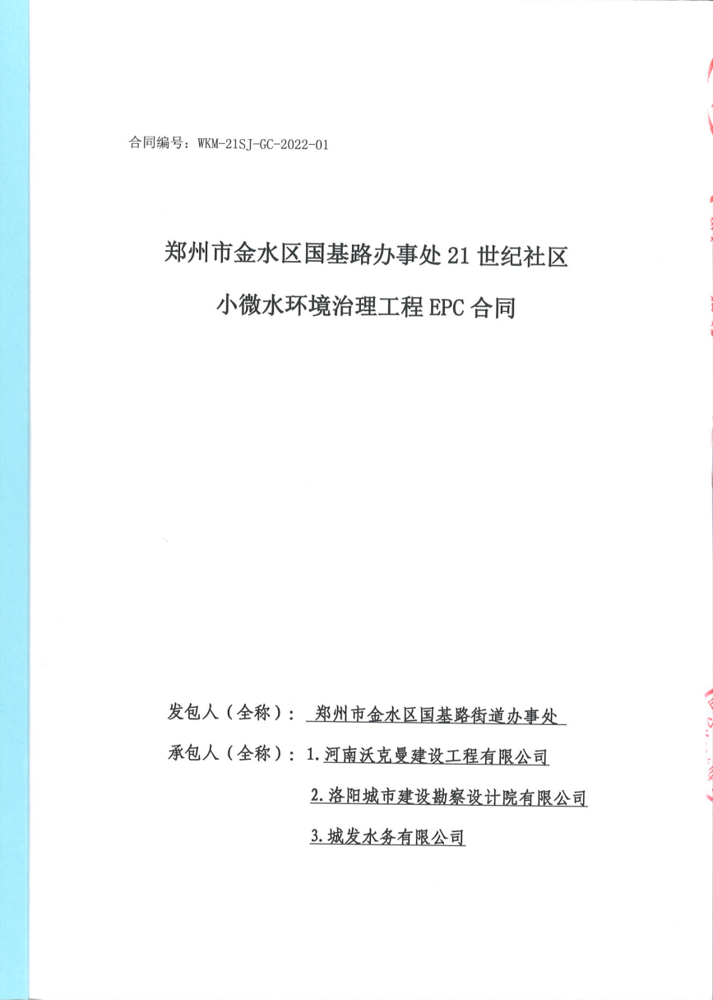 合同编号：WKM-21SJ-GC-2022-01
郑州市金水区国基路办事处 21 世纪社区
小微水环境治理工程 EPC 合同
发包人（全称）：郑州市金水区国基路街道办事处
承包人（全称）：1.河南沃克曼建设工程有限公司
2.洛阳城市建设勘察设计院有限公司
3.城发水务有限公司